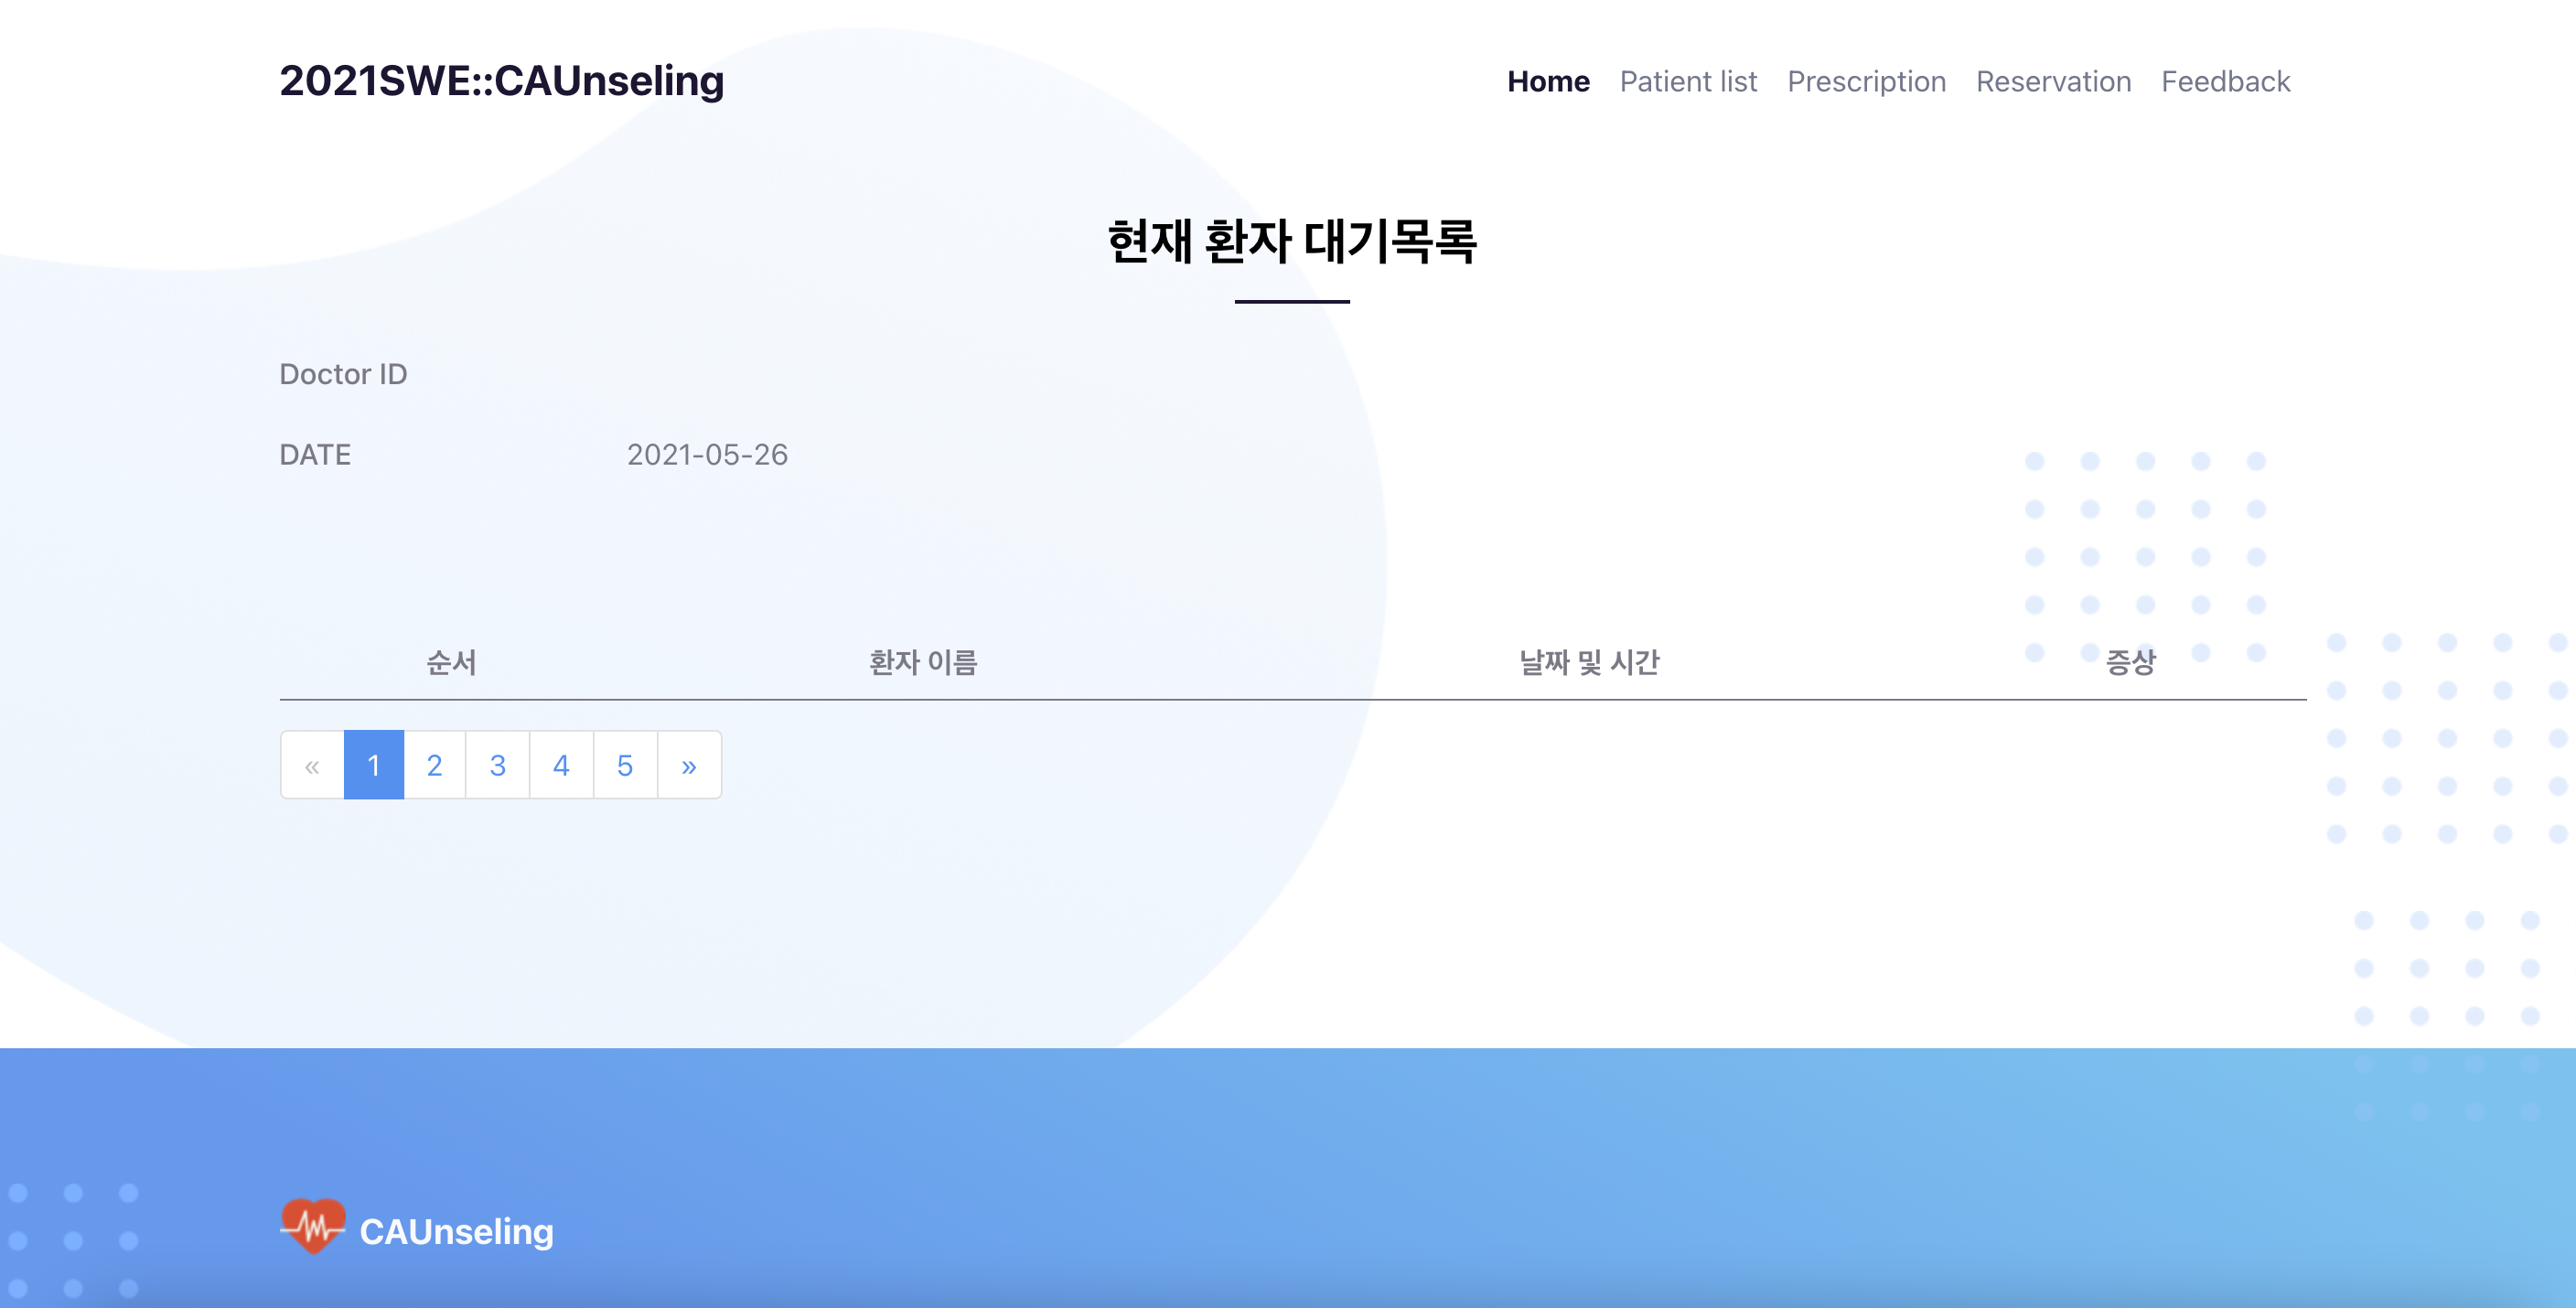 2021SWE::CAUnseling
Home Patient list Prescription Reservation Feedback
현재 환자 대기목록
Doctor ID
DATE 2021-05-26
순서 환자 이름 날짜 및 시간 증상
« 1 2 3 4 5 »
CAUnseling